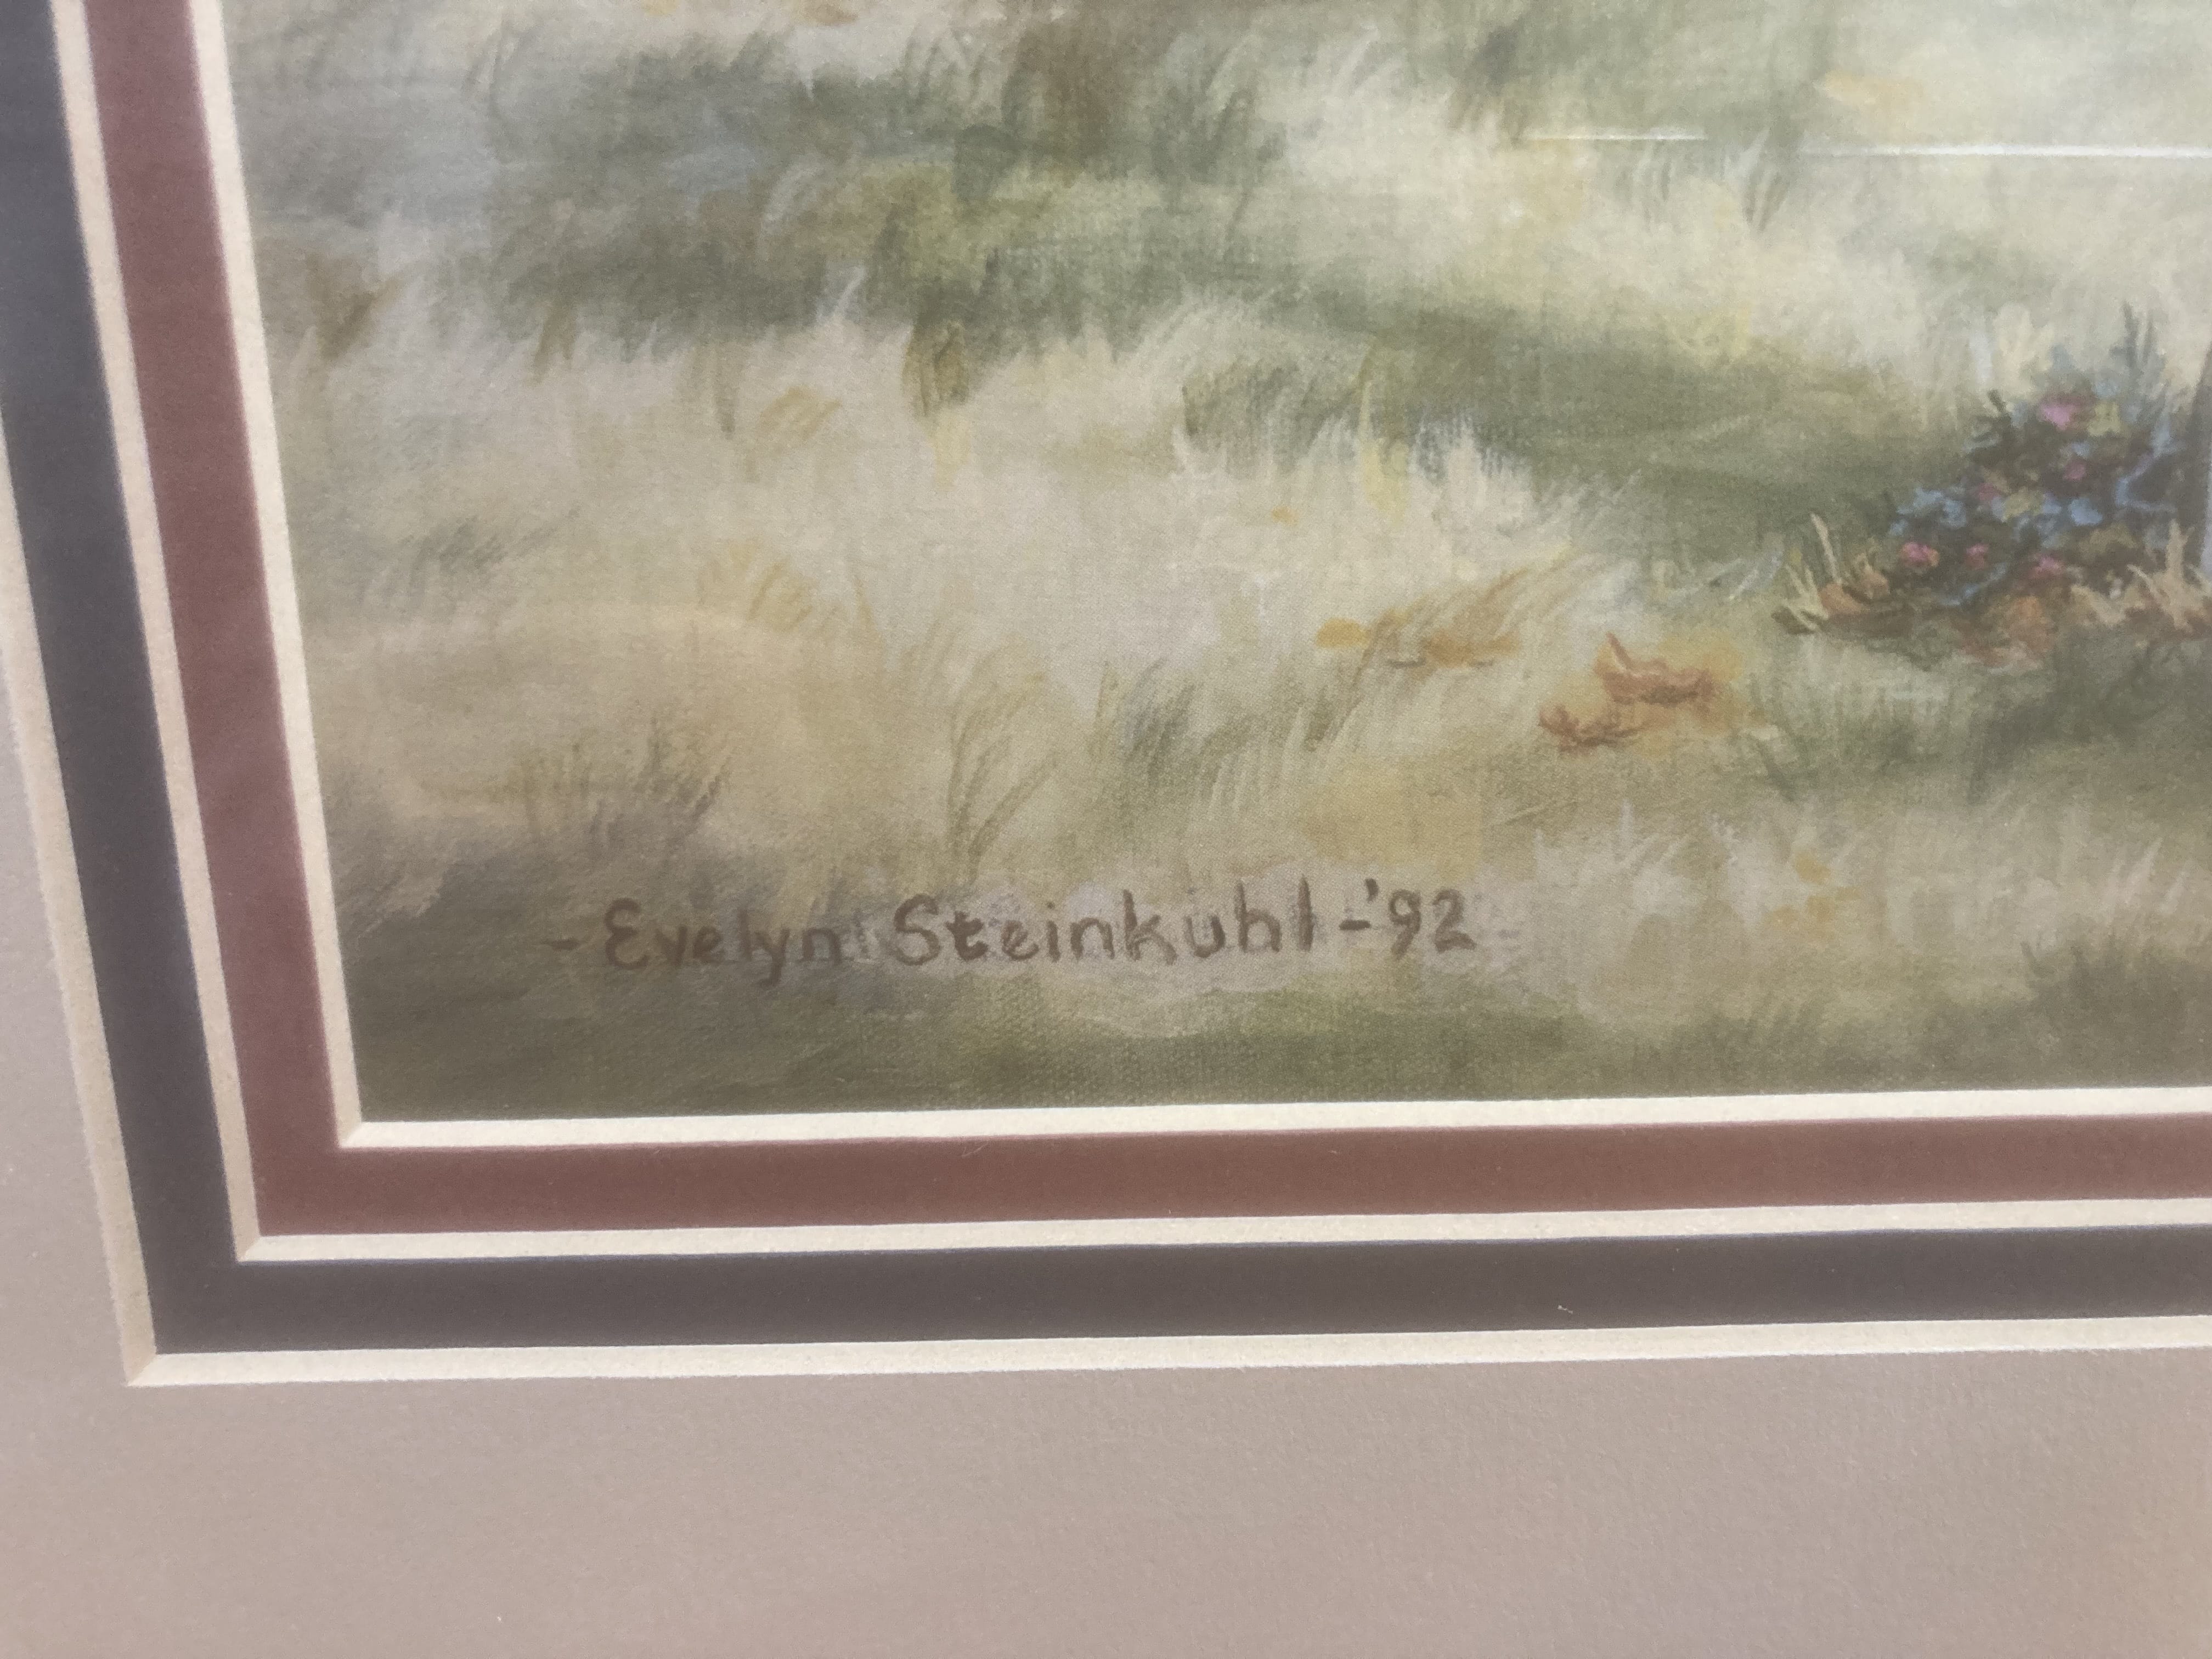 - Evelyn Steinkuhl - '92